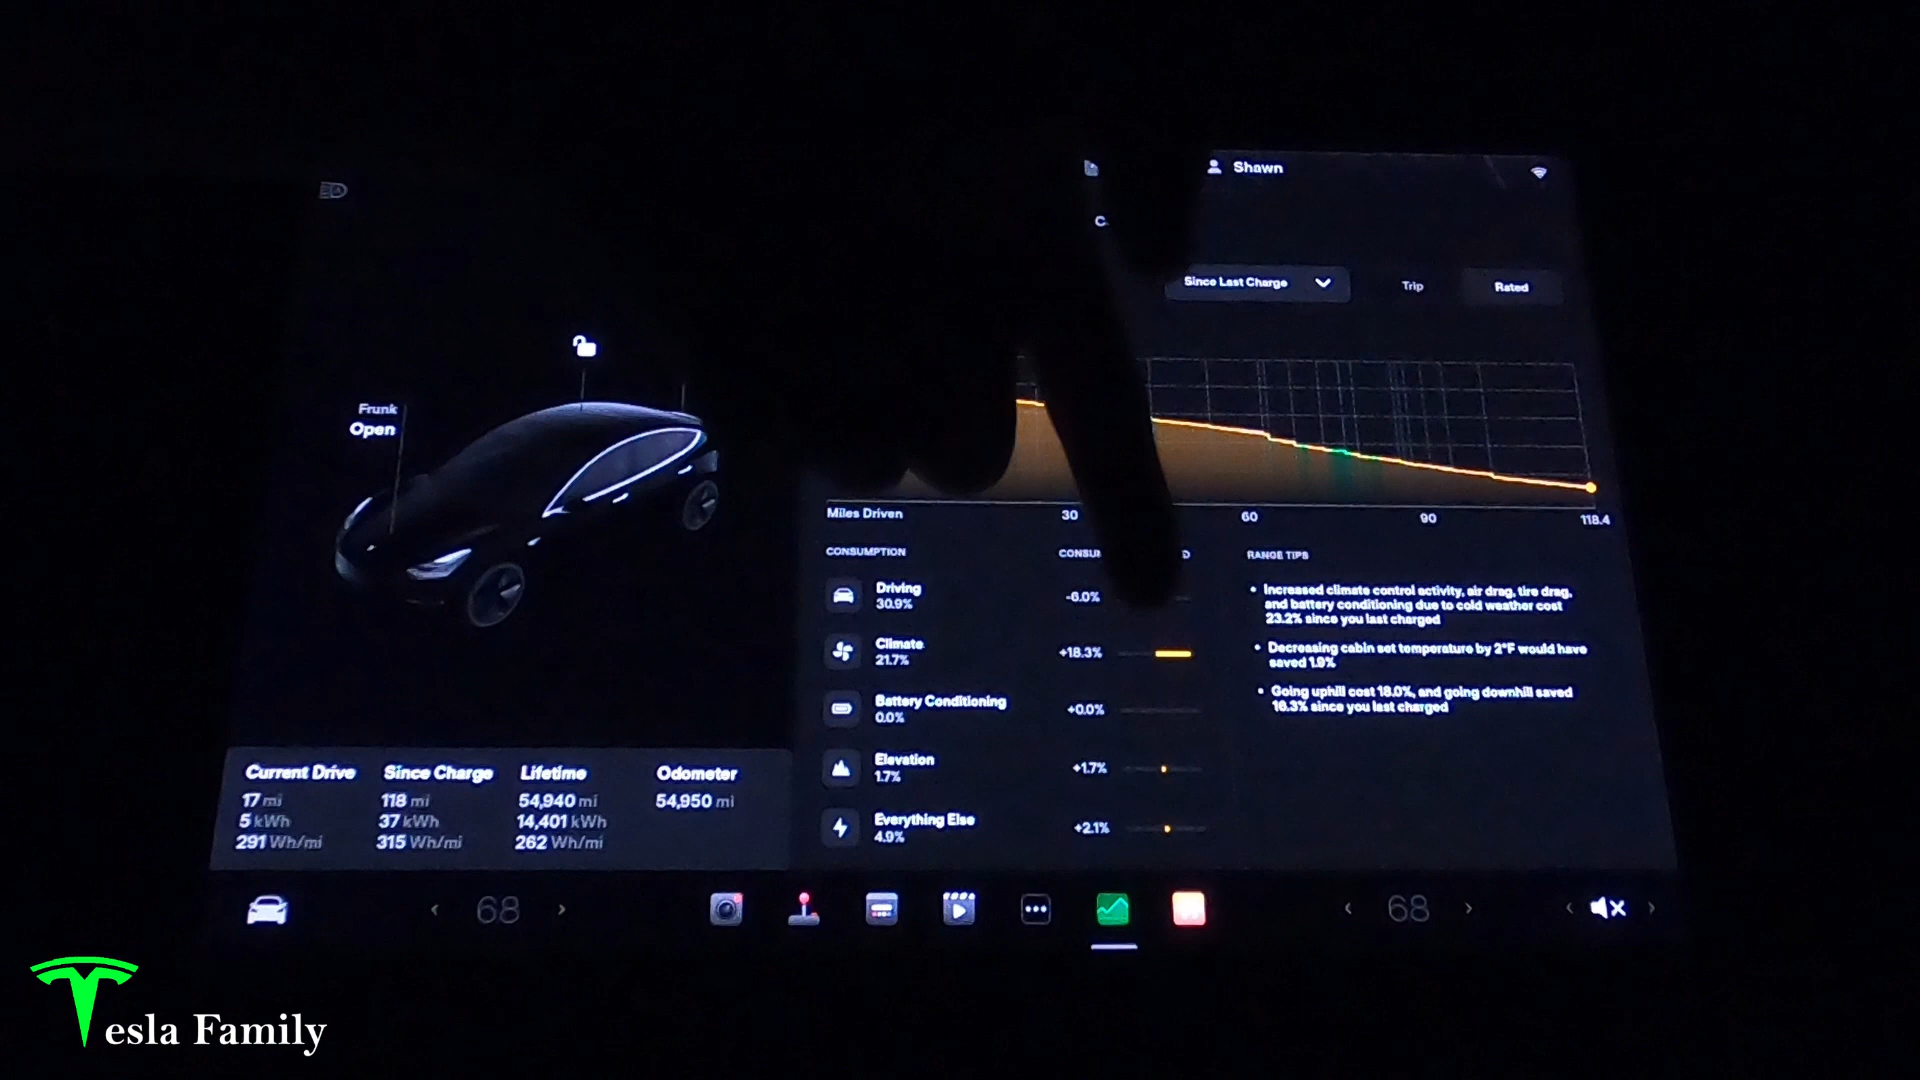 Shawn
Since Last Charge
Trip
Rated
Frunk
Open
Miles Driven
30
60
90
118.4
CONSUMPTION
RANGE TIPS
Driving
30.9%
-6.0%
Climate
21.7%
+18.3%
Battery Conditioning
0.0%
+0.0%
Elevation
1.7%
+1.7%
Everything Else
4.9%
+2.1%
• Increased climate control activity, air drag, tire drag,
and battery conditioning due to cold weather cost
23.2% since you last charged
• Decreasing cabin set temperature by 2°F would have
saved 1.9%
• Going uphill cost 18.0%, and going downhill saved
16.3% since you last charged
Current Drive
17 mi
5 kWh
291 Wh/mi
Since Charge
118 mi
37 kWh
315 Wh/mi
Lifetime
54,940 mi
14,401 kWh
262 Wh/mi
Odometer
54,950 mi
68
68
Tesla Family